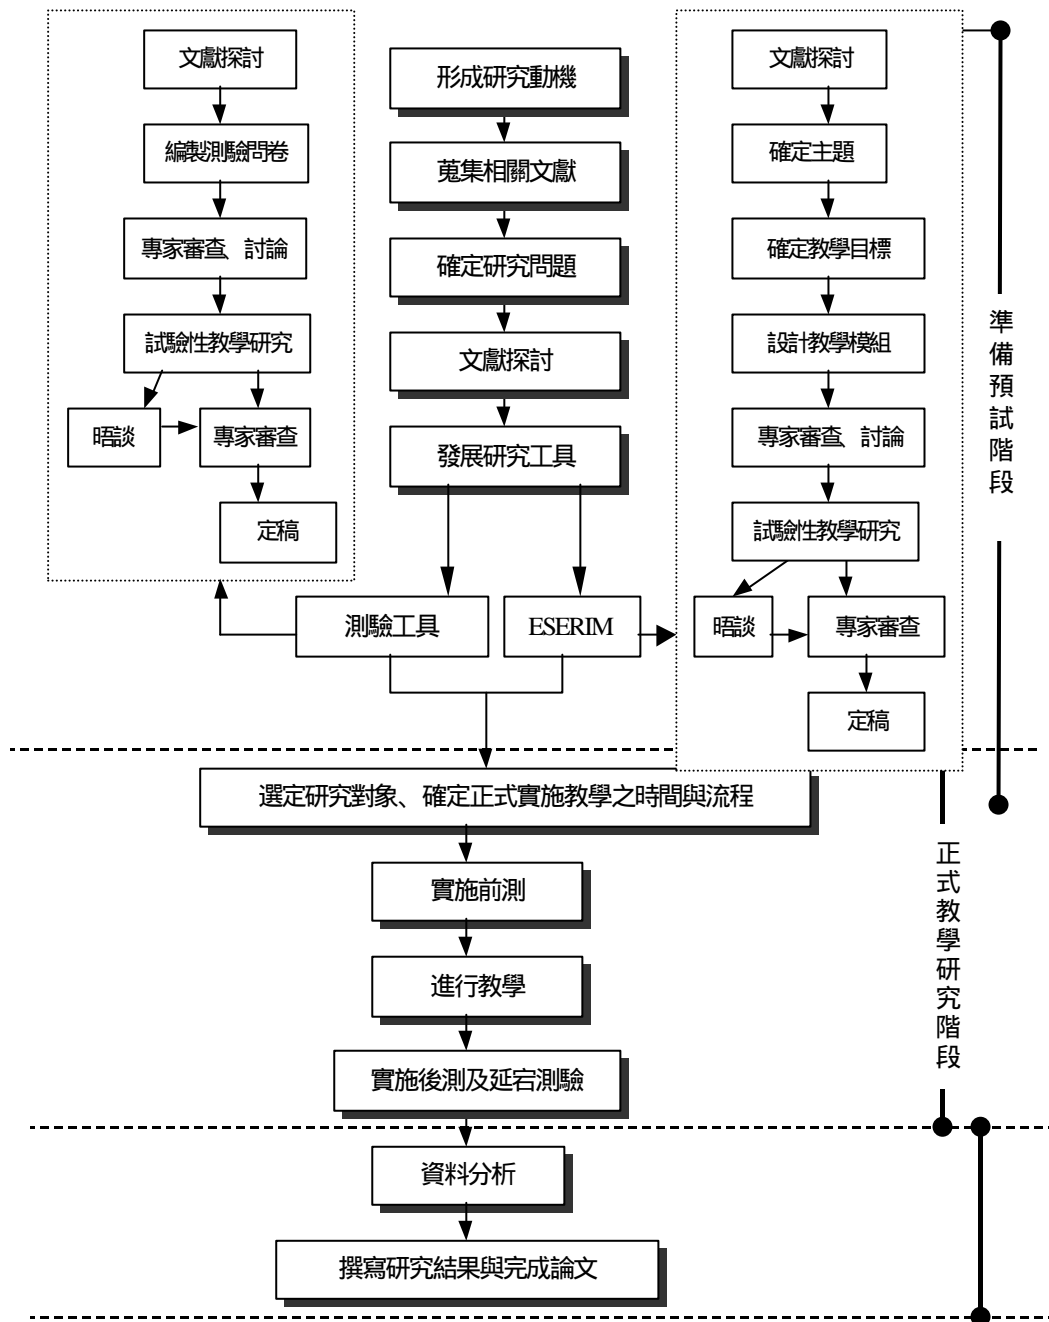 文獻探討
編製測驗問卷
專家審查、討論
試驗性教學研究
晤談
專家審查
定稿
形成研究動機
蒐集相關文獻
確定研究問題
文獻探討
發展研究工具
測驗工具
ESERIM
文獻探討
確定主題
確定教學目標
設計教學模組
專家審查、討論
試驗性教學研究
晤談
專家審查
定稿
準備預試階段
選定研究對象、確定正式實施教學之時間與流程
實施前測
進行教學
實施後測及延宕測驗
正式教學研究階段
資料分析
撰寫研究結果與完成論文